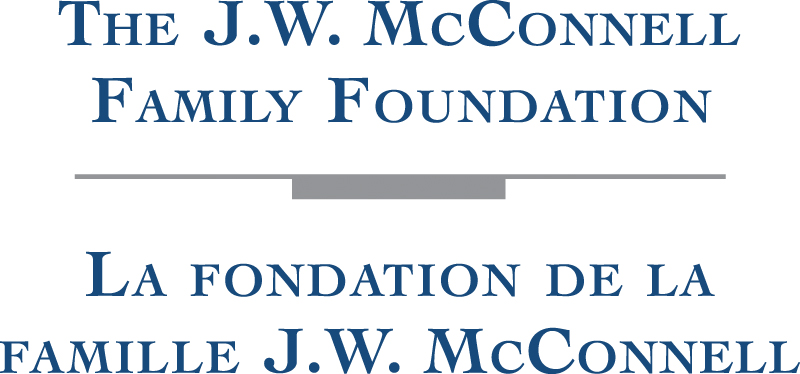 The J.W. McConnell
Family Foundation
La fondation de la
famille J.W. McConnell